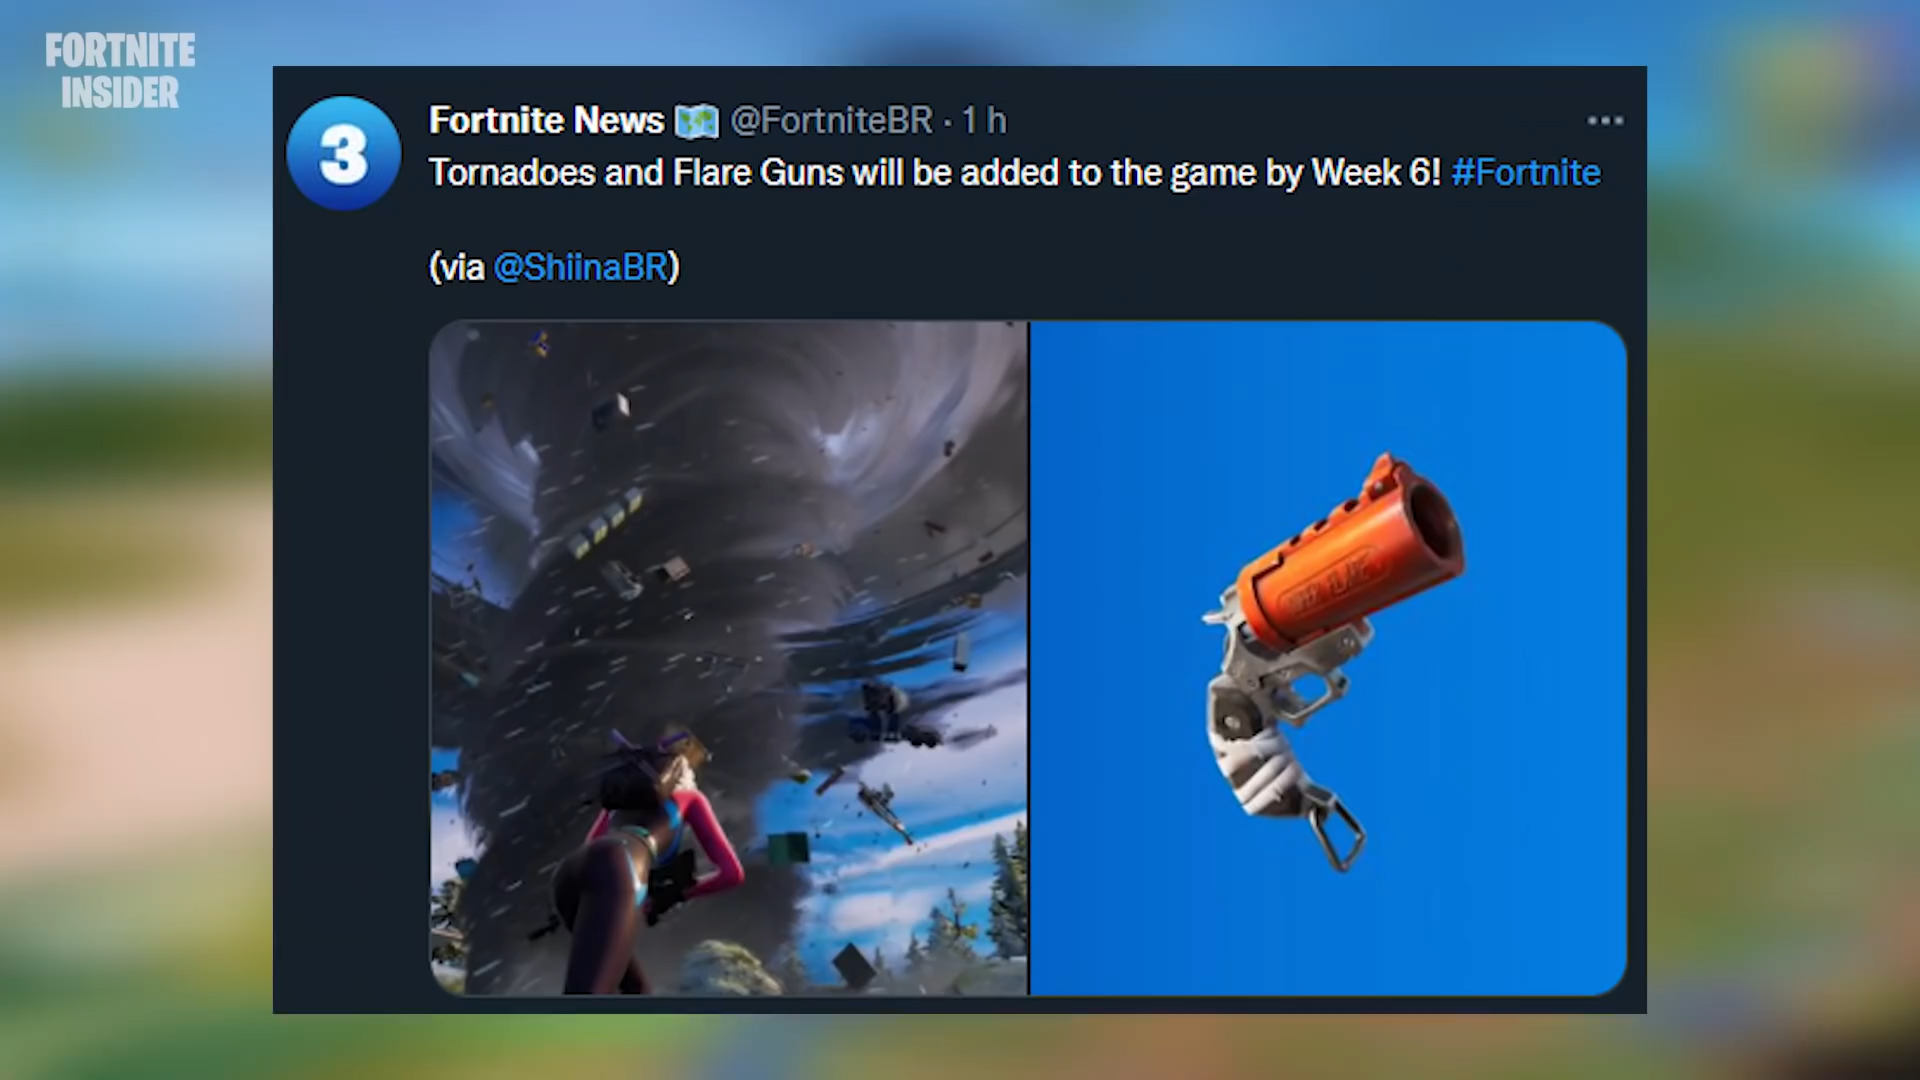 FORTNITE
INSIDER
3
Fortnite News @FortniteBR · 1 h
Tornadoes and Flare Guns will be added to the game by Week 6! #Fortnite
(via @ShiinaBR)